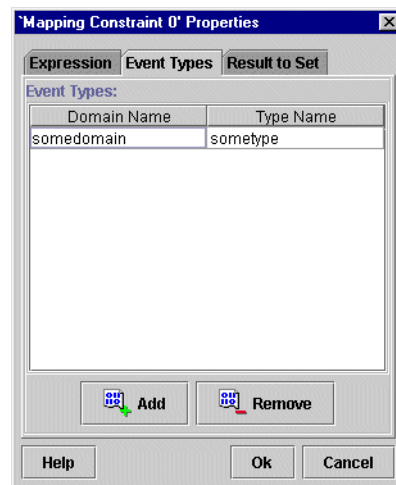 `Mapping Constraint 0' Properties
Expression Event Types Result to Set
Event Types:
Domain Name Type Name
somedomain sometype
Add Remove
Help Ok Cancel